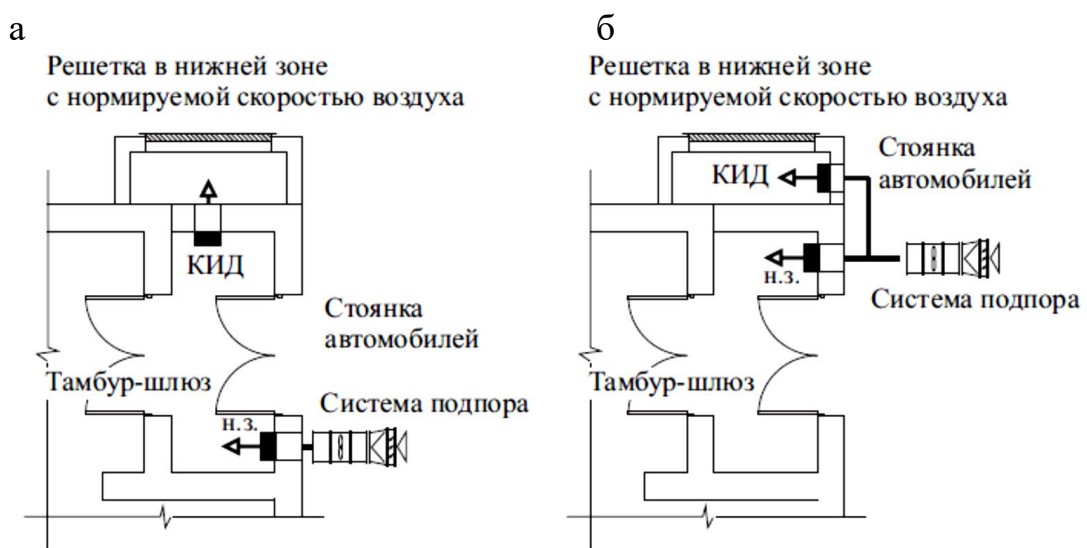 а
Решетка в нижней зоне
с нормируемой скоростью воздуха
КИД
Стоянка
автомобилей
Тамбур-шлюз
Система подпора
н.з.
б
Решетка в нижней зоне
с нормируемой скоростью воздуха
Стоянка
автомобилей
КИД
н.з.
Система подпора
Тамбур-шлюз